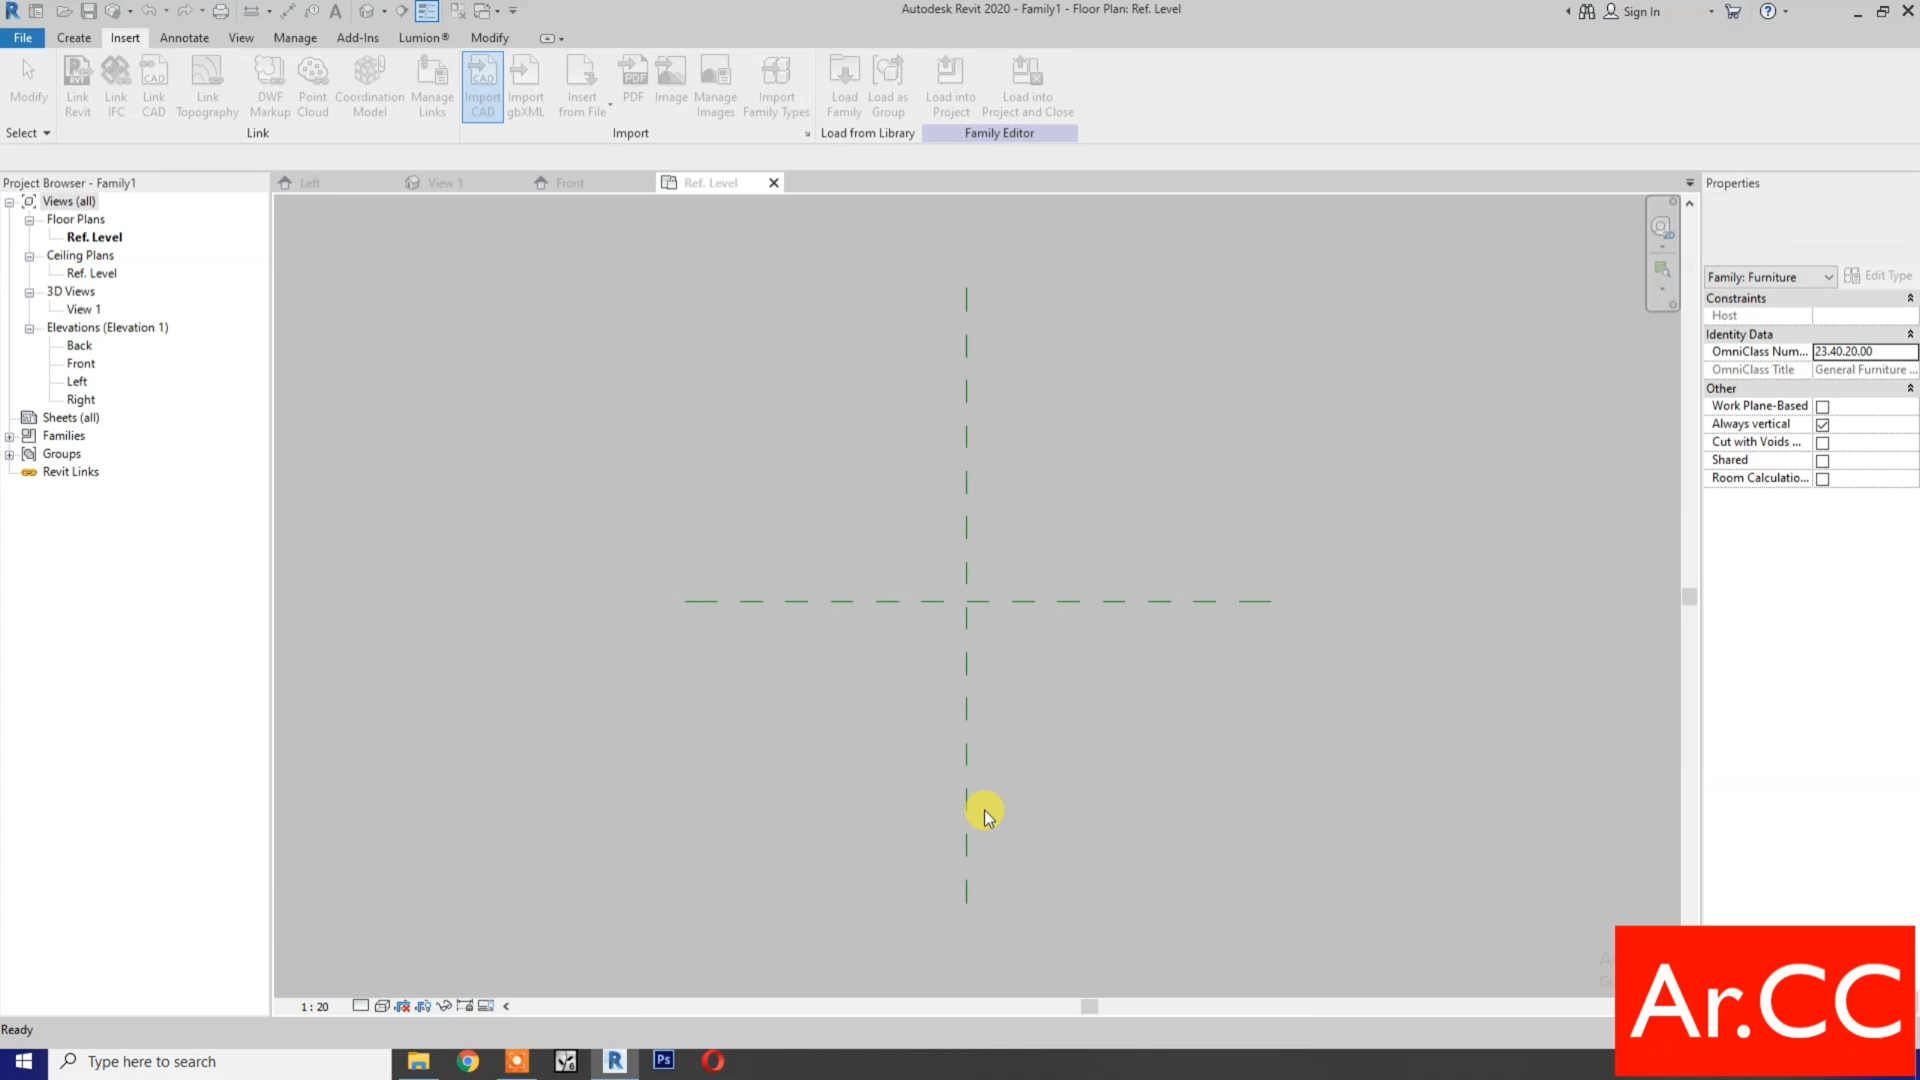 Autodesk Revit 2020 - Family1 - Floor Plan: Ref. Level
Sign In
File Create Insert Annotate View Manage Add-Ins Lumion® Modify
Modify
Link Revit
Link IFC
Link CAD
Link Topography
DWF Markup
Point Cloud
Coordination Model
Manage Links
Import CAD
Import gbXML
Insert from File
PDF
Image
Manage Images
Import Family Types
Load Family
Load as Group
Load into Project
Load into Project and Close
Select Link Import Load from Library Family Editor
Project Browser - Family1
Left View 1 Front Ref. Level
Properties
Views (all)
Floor Plans
Ref. Level
Ceiling Plans
Ref. Level
3D Views
View 1
Elevations (Elevation 1)
Back
Front
Left
Right
Sheets (all)
Families
Groups
Revit Links
2D
Family: Furniture Edit Type
Constraints
Host
Identity Data
OmniClass Num... 23.40.20.00
OmniClass Title General Furniture ...
Other
Work Plane-Based
Always vertical
Cut with Voids ...
Shared
Room Calculatio...
1 : 20
Ready
Ar.CC
Type here to search